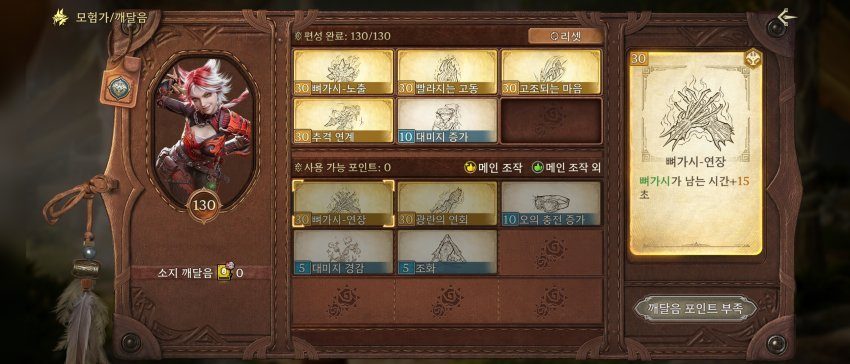 모험가/깨달음
편성 완료: 130/130
리셋
30 뼈가시-노출
30 빨라지는 고동
30 고조되는 마음
30 추격 연계
10 대미지 증가
사용 가능 포인트: 0
메인 조작
메인 조작 외
30 뼈가시-연장
30 광란의 연회
10 오의 충전 증가
5 대미지 경감
5 조화
130
소지 깨달음 0
30
뼈가시-연장
뼈가시가 남는 시간+15
초
깨달음 포인트 부족